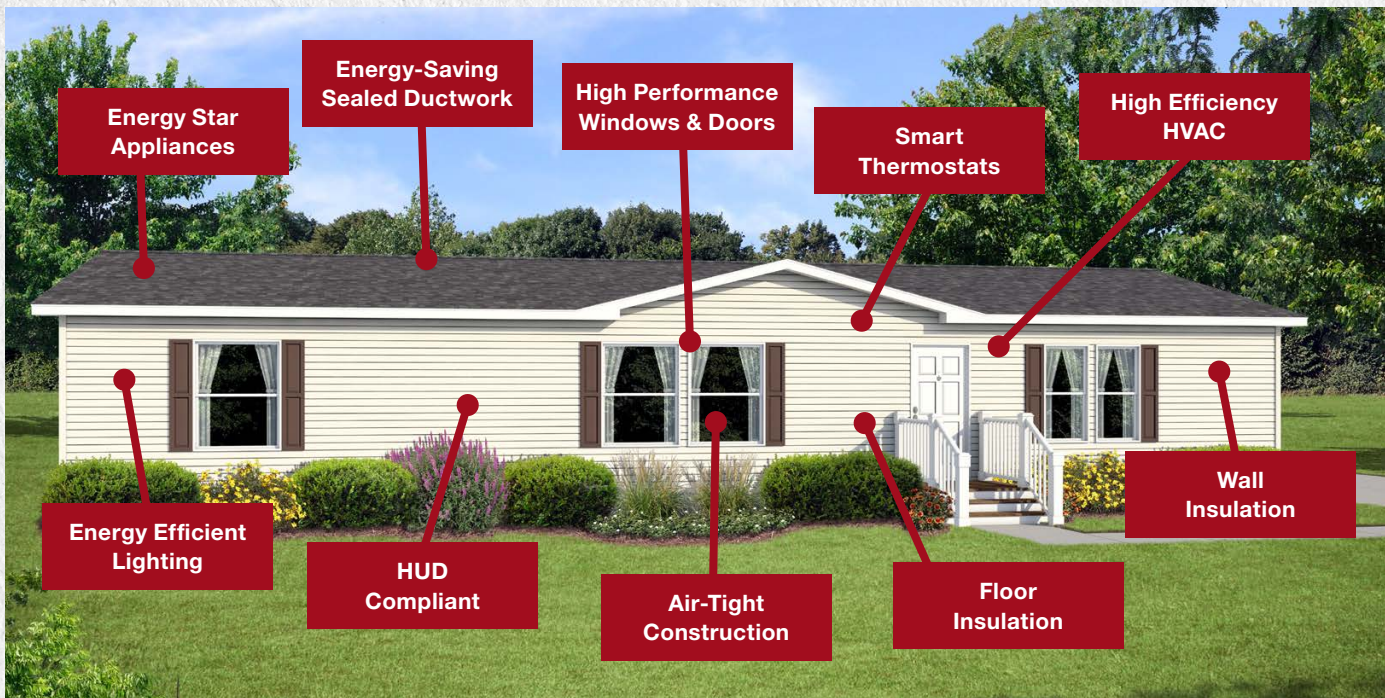 Energy Star
Appliances
Energy-Saving
Sealed Ductwork
High Performance
Windows & Doors
Smart
Thermostats
High Efficiency
HVAC
Energy Efficient
Lighting
HUD
Compliant
Air-Tight
Construction
Floor
Insulation
Wall
Insulation